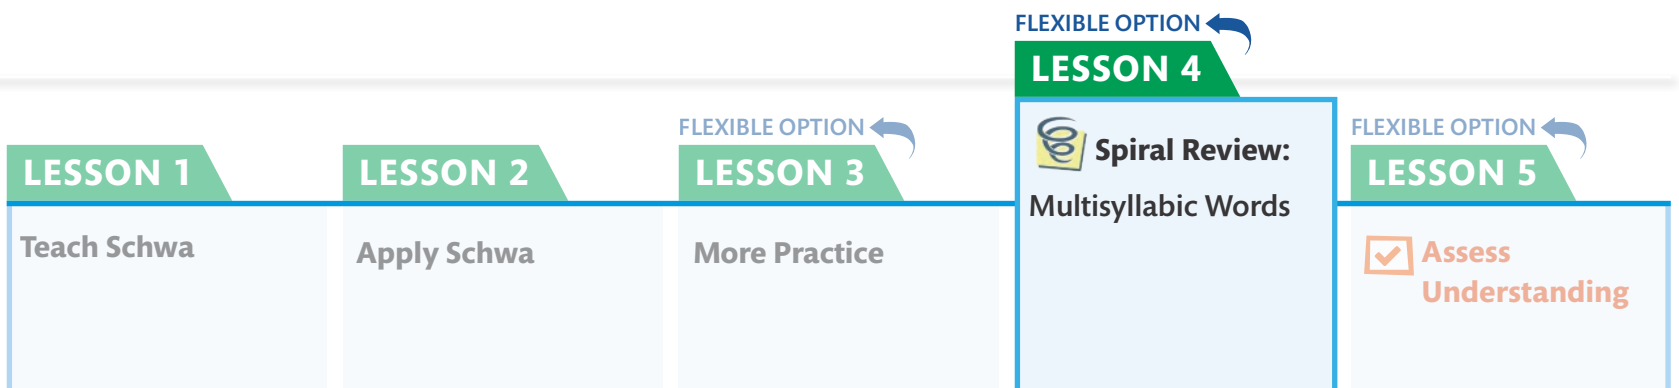 FLEXIBLE OPTION
LESSON 4
FLEXIBLE OPTION
FLEXIBLE OPTION
LESSON 1
LESSON 2
LESSON 3
LESSON 5
Spiral Review:
Multisyllabic Words
Teach Schwa
Apply Schwa
More Practice
Assess
Understanding